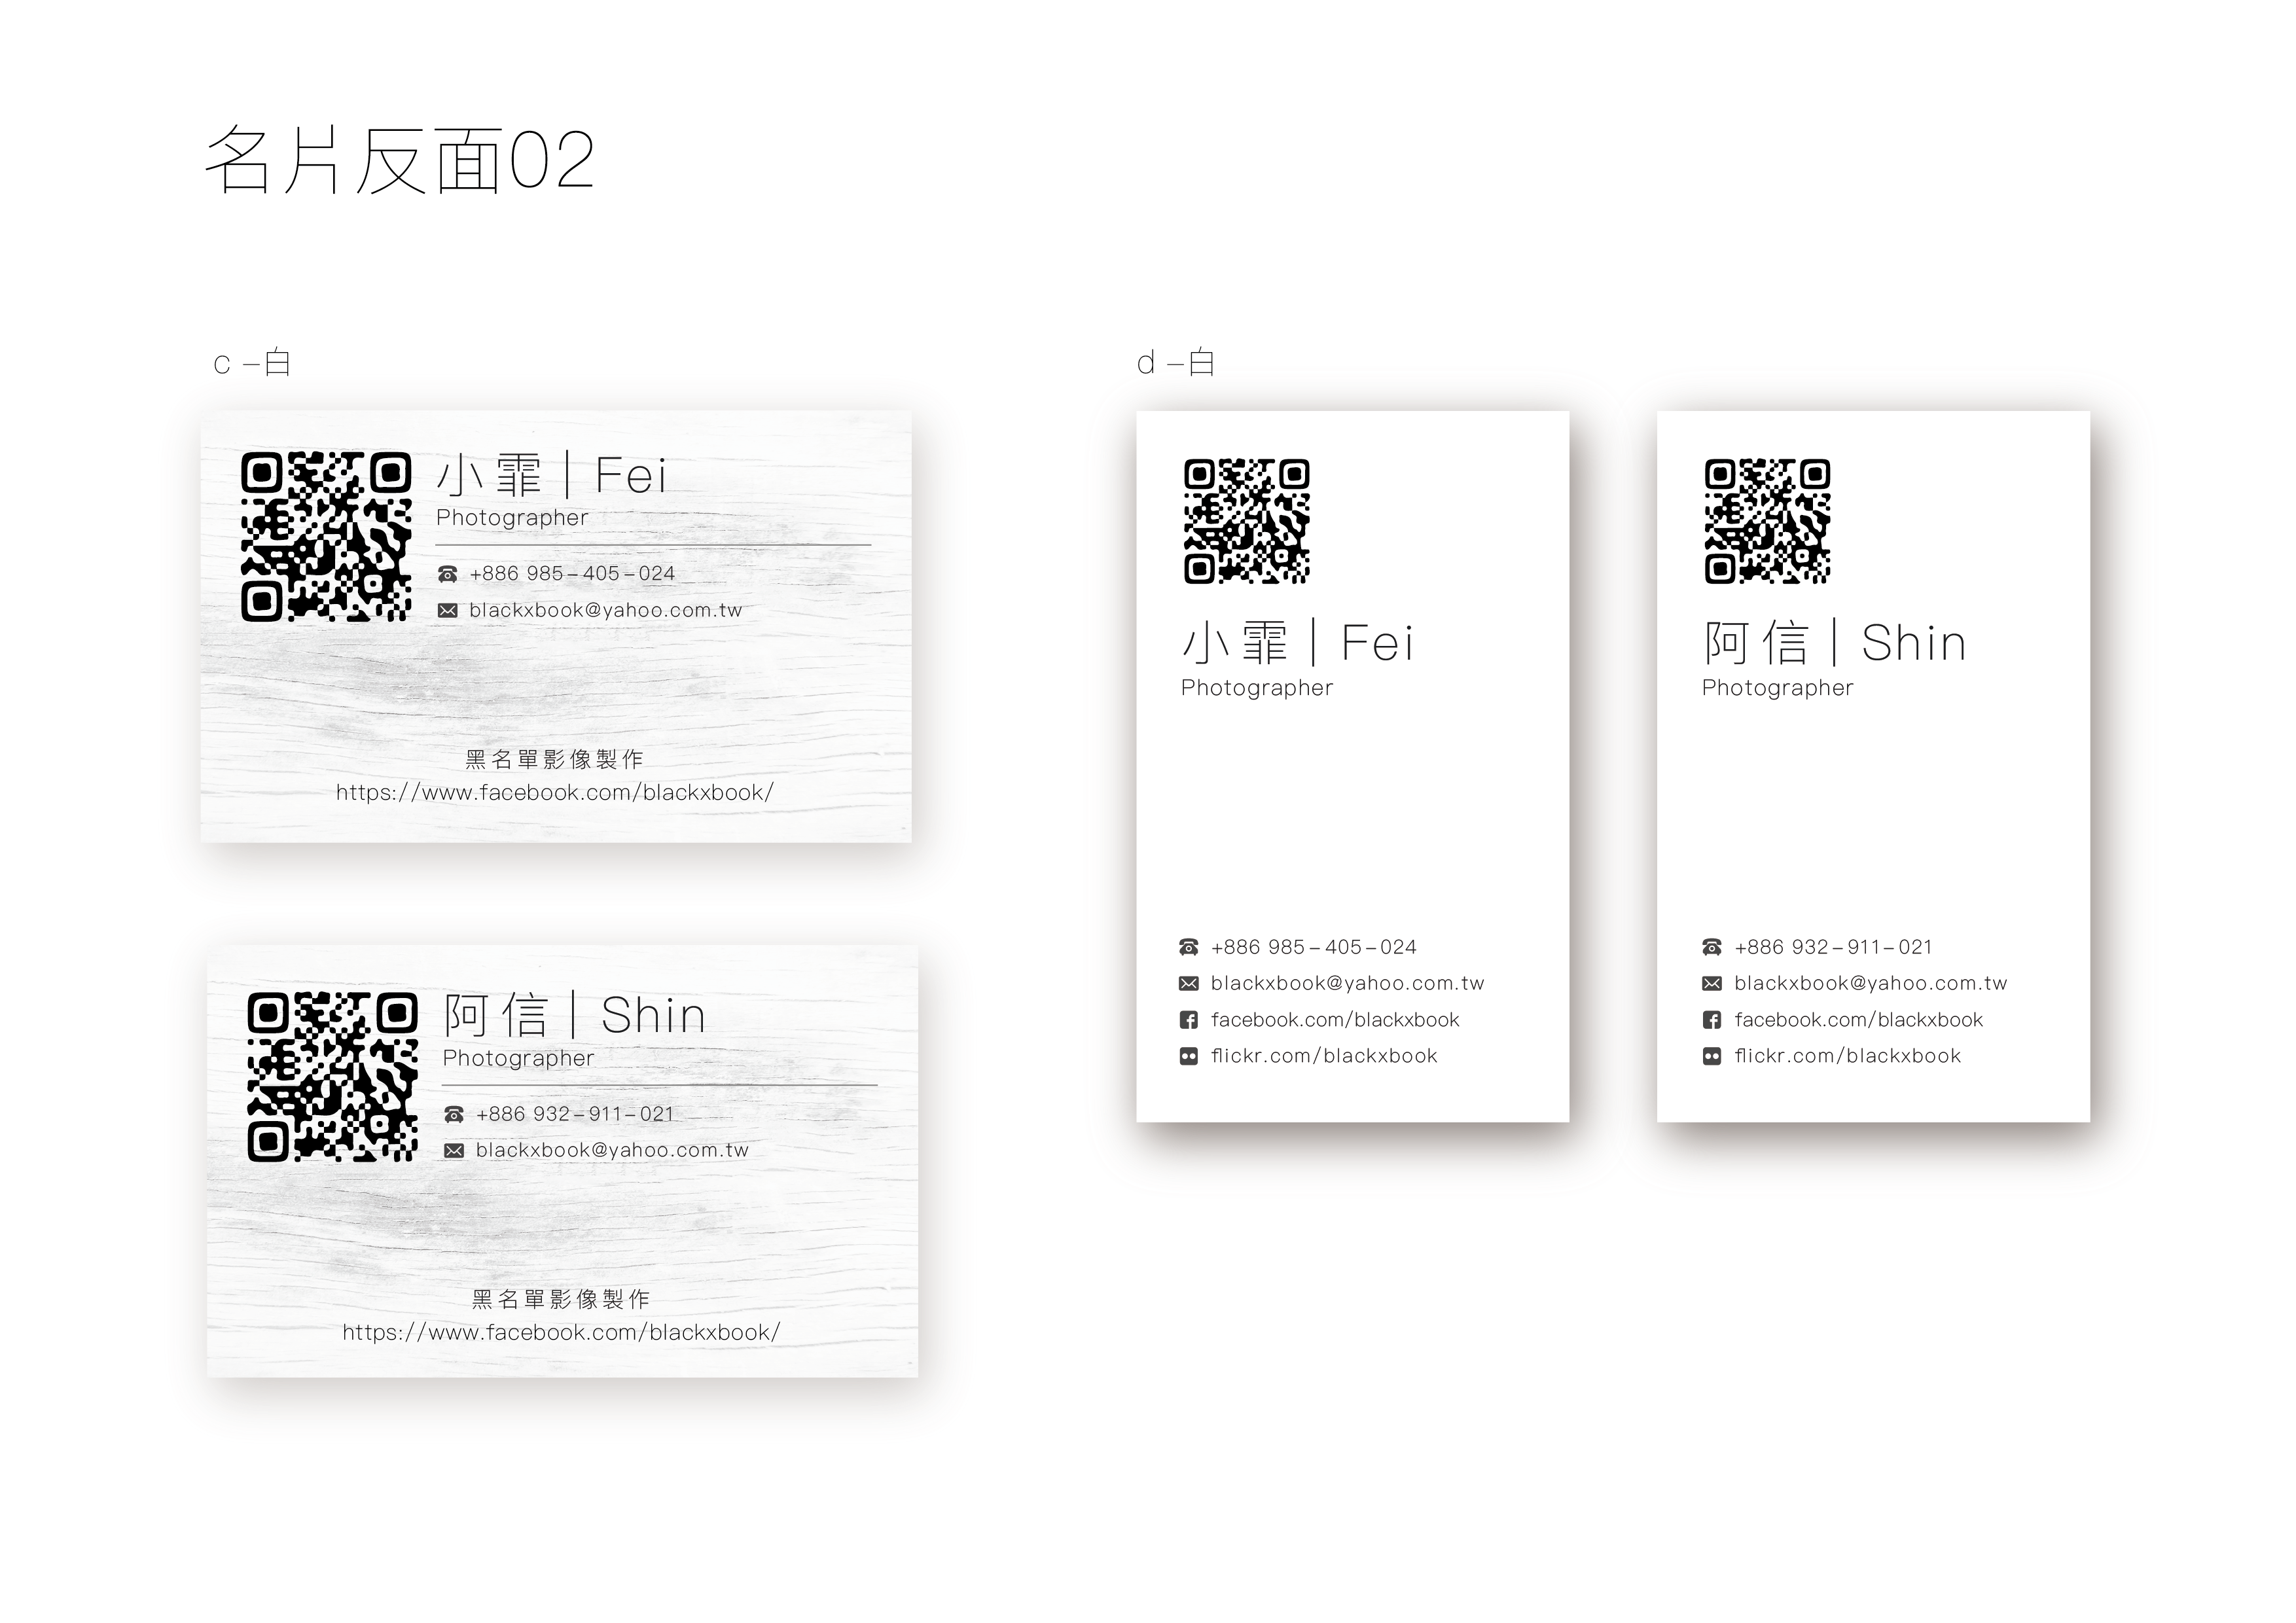 名片反面02
c –白
小霏｜Fei
Photographer
+886 985–405–024
blackxbook@yahoo.com.tw
黑名單影像製作
https://www.facebook.com/blackxbook/
阿信｜Shin
Photographer
+886 932–911–021
blackxbook@yahoo.com.tw
黑名單影像製作
https://www.facebook.com/blackxbook/
d –白
小霏｜Fei
Photographer
+886 985–405–024
blackxbook@yahoo.com.tw
facebook.com/blackxbook
flickr.com/blackxbook
阿信｜Shin
Photographer
+886 932–911–021
blackxbook@yahoo.com.tw
facebook.com/blackxbook
flickr.com/blackxbook